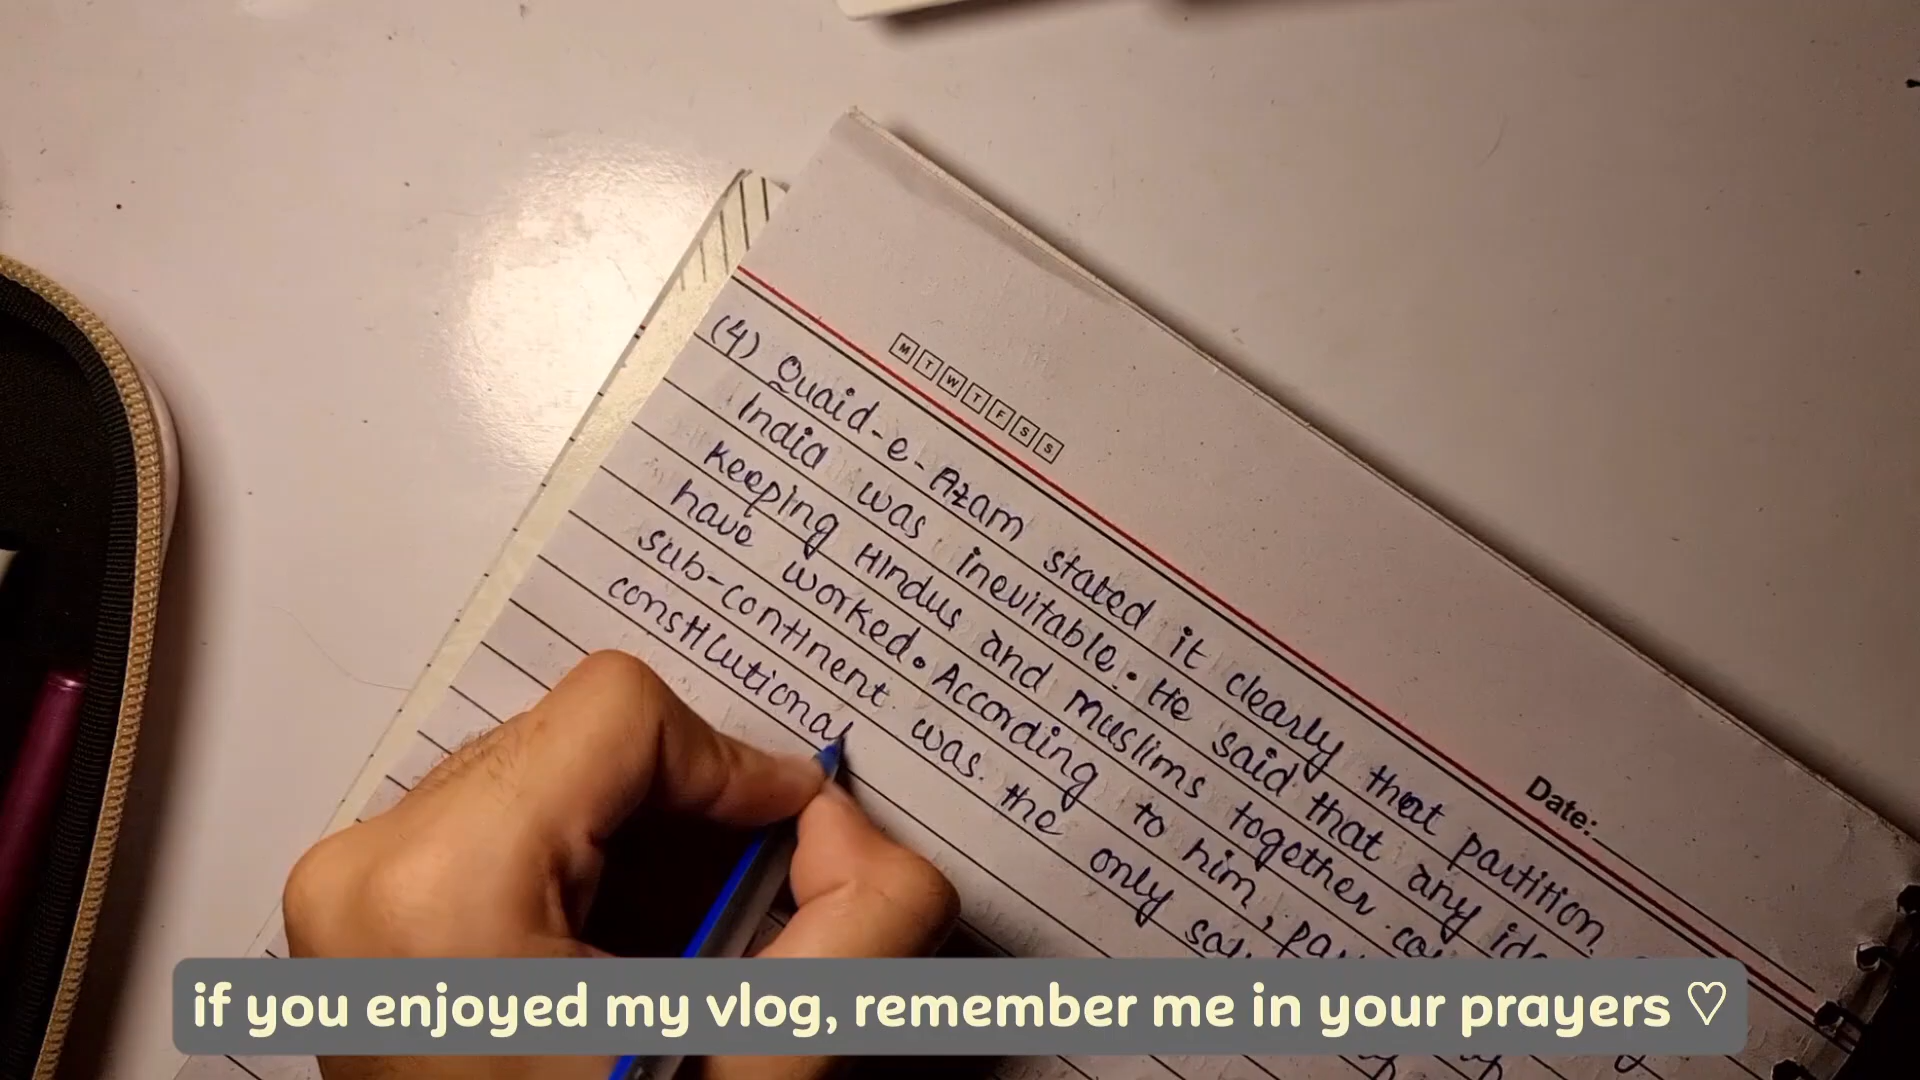 M T W T F S S
Date:
(4) Quaid-e-Azam stated it clearly that partition
India was inevitable. He said that any
keeping Hindus and Muslims together
have worked. According to him,
sub-continent was the only
constitutional
if you enjoyed my vlog, remember me in your prayers ♡